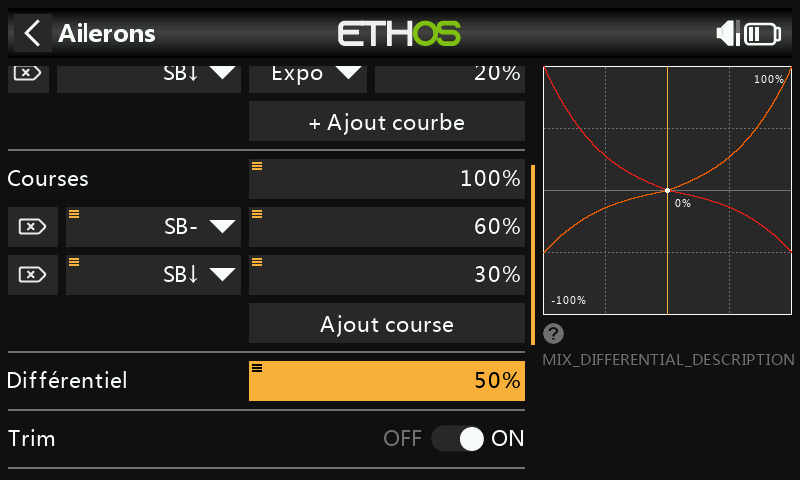 Ailerons
ETHOS
SB↓ Expo 20%
+ Ajout courbe
Courses 100%
SB- 60%
SB↓ 30%
Ajout course
Différentiel 50%
Trim OFF ON
100%
0%
-100%
?
MIX_DIFFERENTIAL_DESCRIPTION